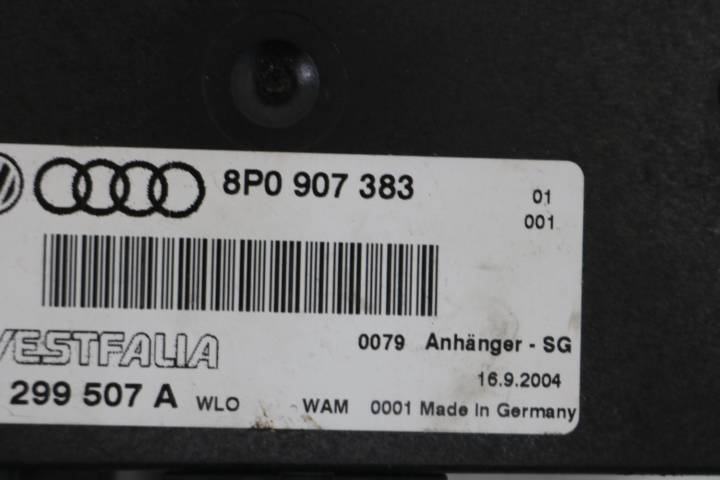 8P0 907 383
01
001
WESTFALIA
0079 Anhänger - SG
16.9.2004
299 507 A WLO WAM 0001 Made in Germany